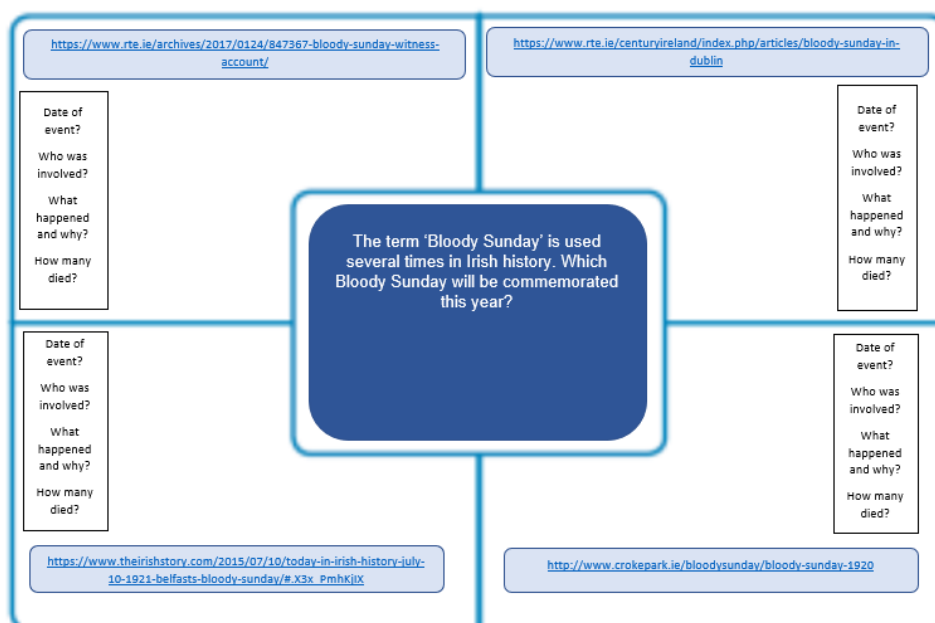 https://www.rte.ie/archives/2017/0124/847367-bloody-sunday-witness-
account/
https://www.rte.ie/centuryireland/index.php/articles/bloody-sunday-in-
dublin
Date of
event?
Who was
involved?
What
happened
and why?
How many
died?
Date of
event?
Who was
involved?
What
happened
and why?
How many
died?
The term ‘Bloody Sunday’ is used
several times in Irish history. Which
Bloody Sunday will be commemorated
this year?
Date of
event?
Who was
involved?
What
happened
and why?
How many
died?
Date of
event?
Who was
involved?
What
happened
and why?
How many
died?
https://www.theirishstory.com/2015/07/10/today-in-irish-history-july-
10-1921-belfasts-bloody-sunday/#.X3x_PmhKjIX
http://www.crokepark.ie/bloodysunday/bloody-sunday-1920